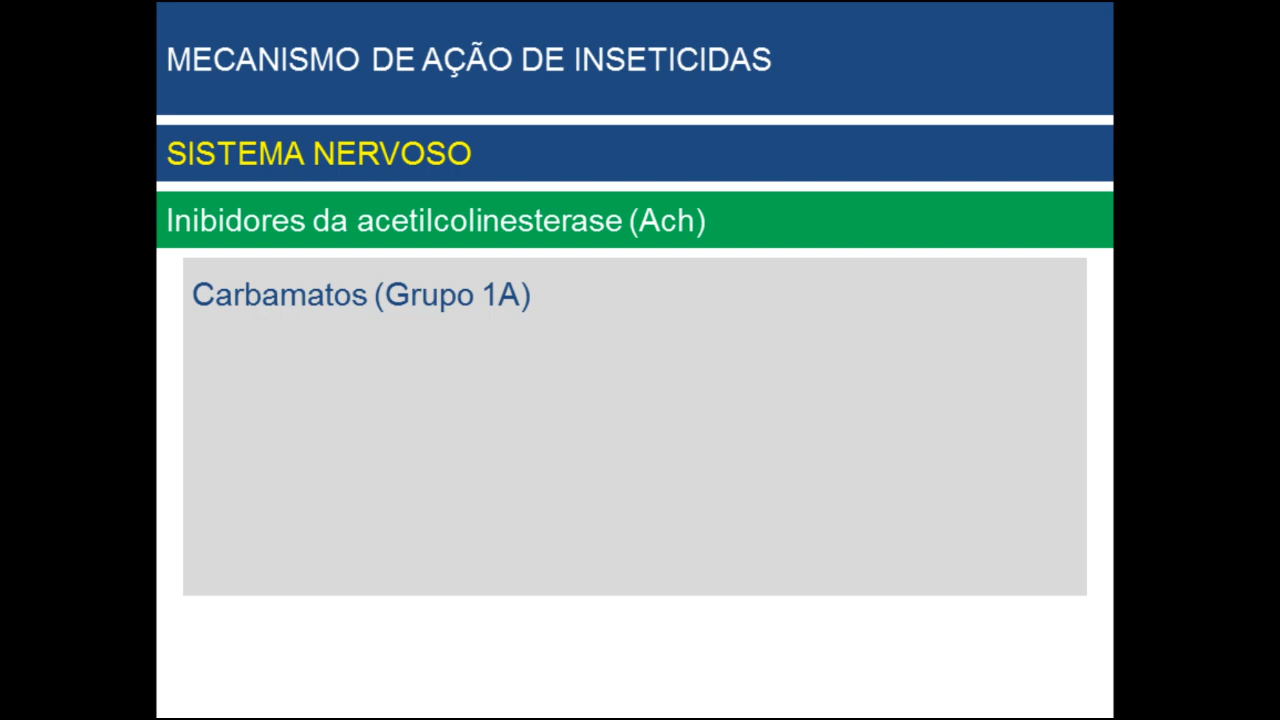 MECANISMO DE AÇÃO DE INSETICIDAS
SISTEMA NERVOSO
Inibidores da acetilcolinesterase (Ach)
Carbamatos (Grupo 1A)